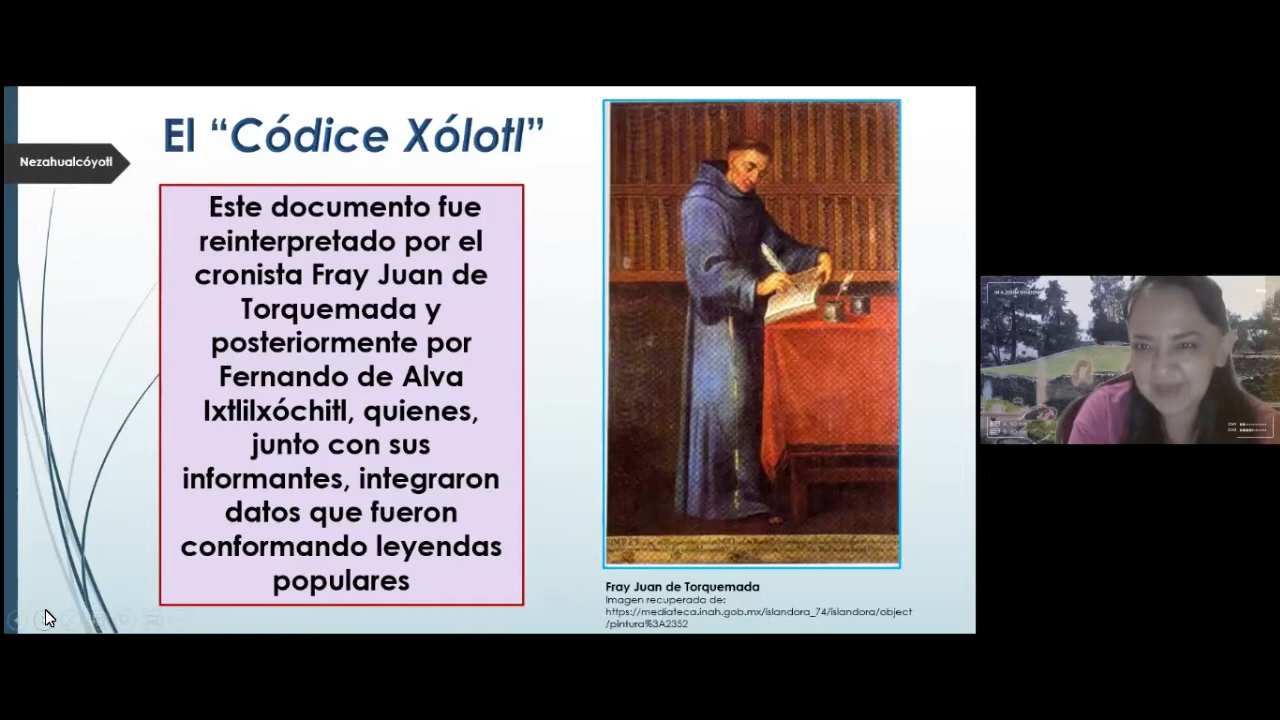 El “Códice Xólotl”
Nezahualcóyotl
Este documento fue
reinterpretado por el
cronista Fray Juan de
Torquemada y
posteriormente por
Fernando de Alva
Ixtlilxóchitl, quienes,
junto con sus
informantes, integraron
datos que fueron
conformando leyendas
populares
Fray Juan de Torquemada
Imagen recuperada de:
https://mediateca.inah.gob.mx/islandora_74/islandora/object
/pintura%3A2352